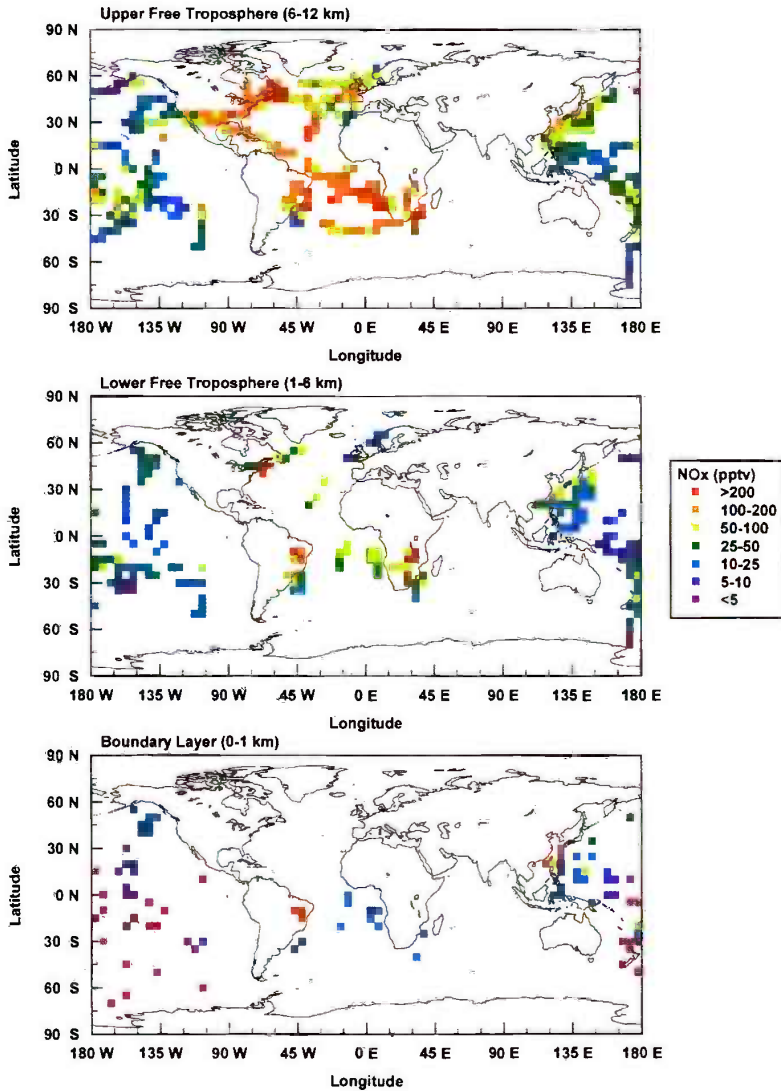 Upper Free Troposphere (6-12 km)
90 N
60 N
30 N
0 N
30 S
60 S
90 S
Latitude
180 W 135 W 90 W 45 W 0 E 45 E 90 E 135 E 180 E
Longitude
Lower Free Troposphere (1-6 km)
90 N
60 N
30 N
0 N
30 S
60 S
90 S
Latitude
180 W 135 W 90 W 45 W 0 E 45 E 90 E 135 E 180 E
Longitude
NOx (pptv)
>200
100-200
50-100
25-50
10-25
5-10
<5
Boundary Layer (0-1 km)
90 N
60 N
30 N
0 N
30 S
60 S
90 S
Latitude
180 W 135 W 90 W 45 W 0 E 45 E 90 E 135 E 180 E
Longitude